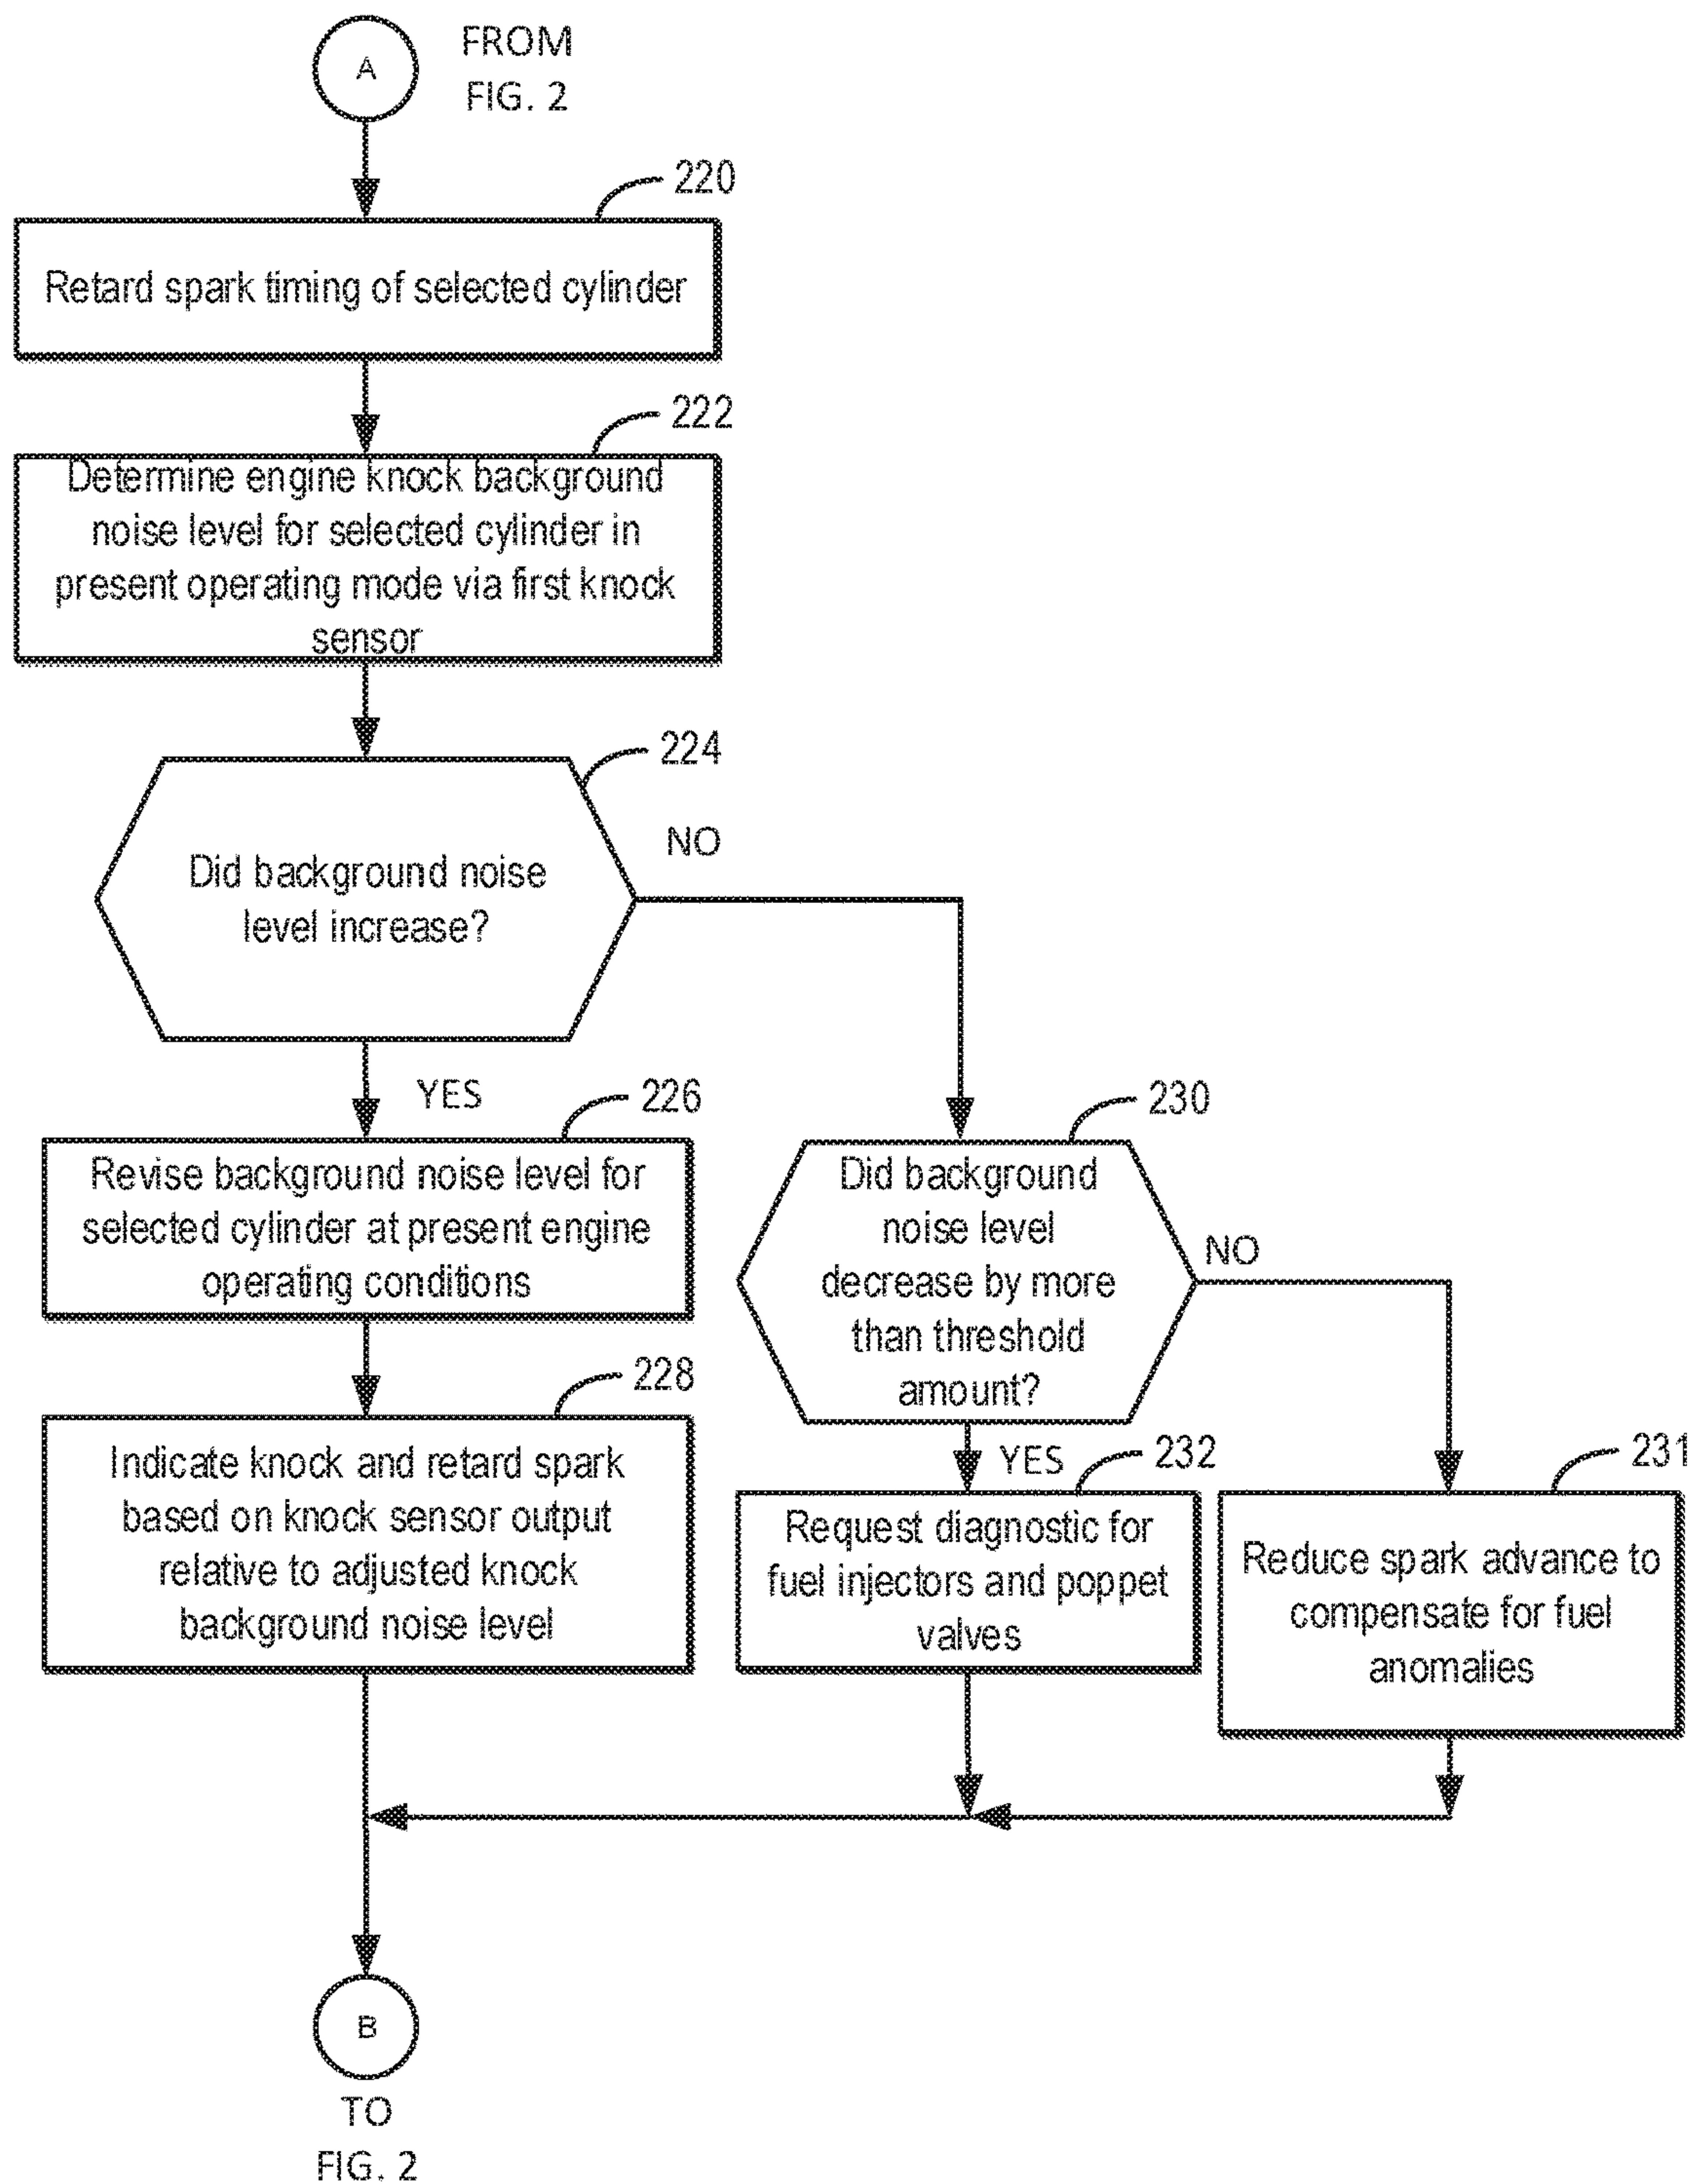 A
FROM
FIG. 2
220
Retard spark timing of selected cylinder
222
Determine engine knock background
noise level for selected cylinder in
present operating mode via first knock
sensor
224
Did background noise
level increase?
NO
YES
226
Revise background noise level for
selected cylinder at present engine
operating conditions
228
Indicate knock and retard spark
based on knock sensor output
relative to adjusted knock
background noise level
230
Did background
noise level
decrease by more
than threshold
amount?
NO
YES
232
Request diagnostic for
fuel injectors and poppet
valves
231
Reduce spark advance to
compensate for fuel
anomalies
B
TO
FIG. 2